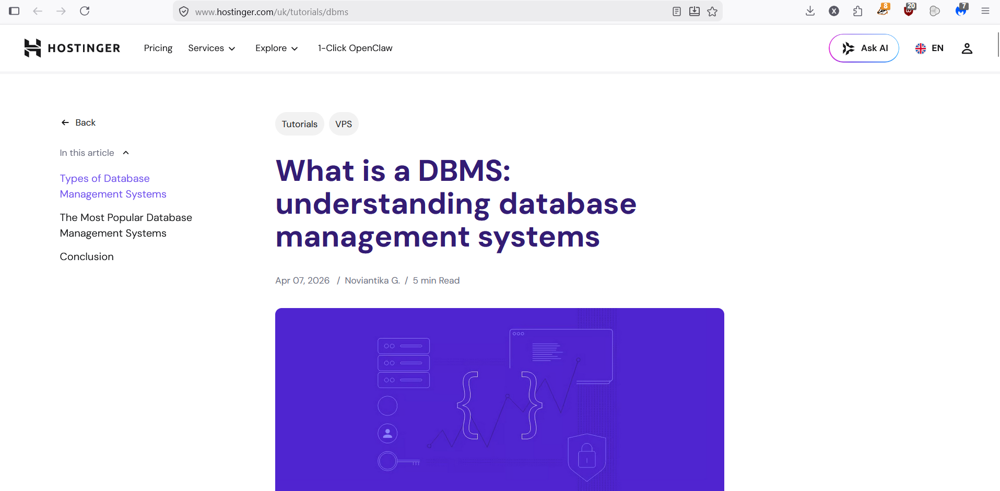 www.hostinger.com/uk/tutorials/dbms
X
8
20
7
HOSTINGER
Pricing
Services
Explore
1-Click OpenClaw
Ask AI
EN
Back
In this article
Types of Database
Management Systems
The Most Popular Database
Management Systems
Conclusion
Tutorials
VPS
What is a DBMS:
understanding database
management systems
Apr 07, 2026 / Noviantika G. / 5 min Read
{ }